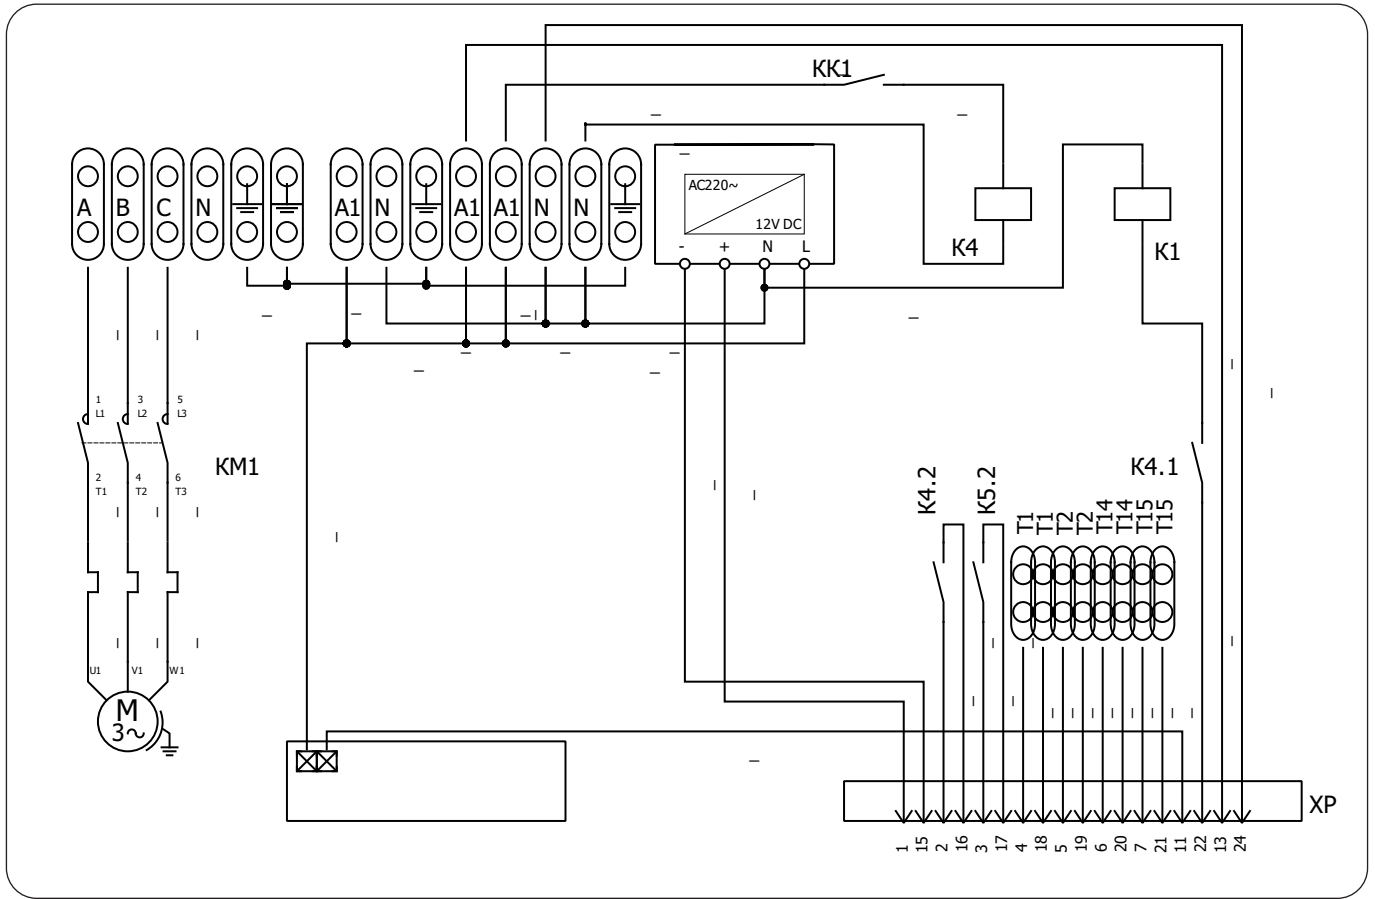 KK1
A B C N A1 N A1 A1 N N
AC220~
12V DC
- + N L
K4
K1
1 3 5
L1 L2 L3
KM1
2 4 6
T1 T2 T3
K4.2
K5.2
K4.1
T1
T1
T2
T2
T14
T14
T15
T15
U1 V1 W1
M
3~
XP
1 15 2 16 3 17 4 18 5 19 6 20 7 21 11 22 13 24